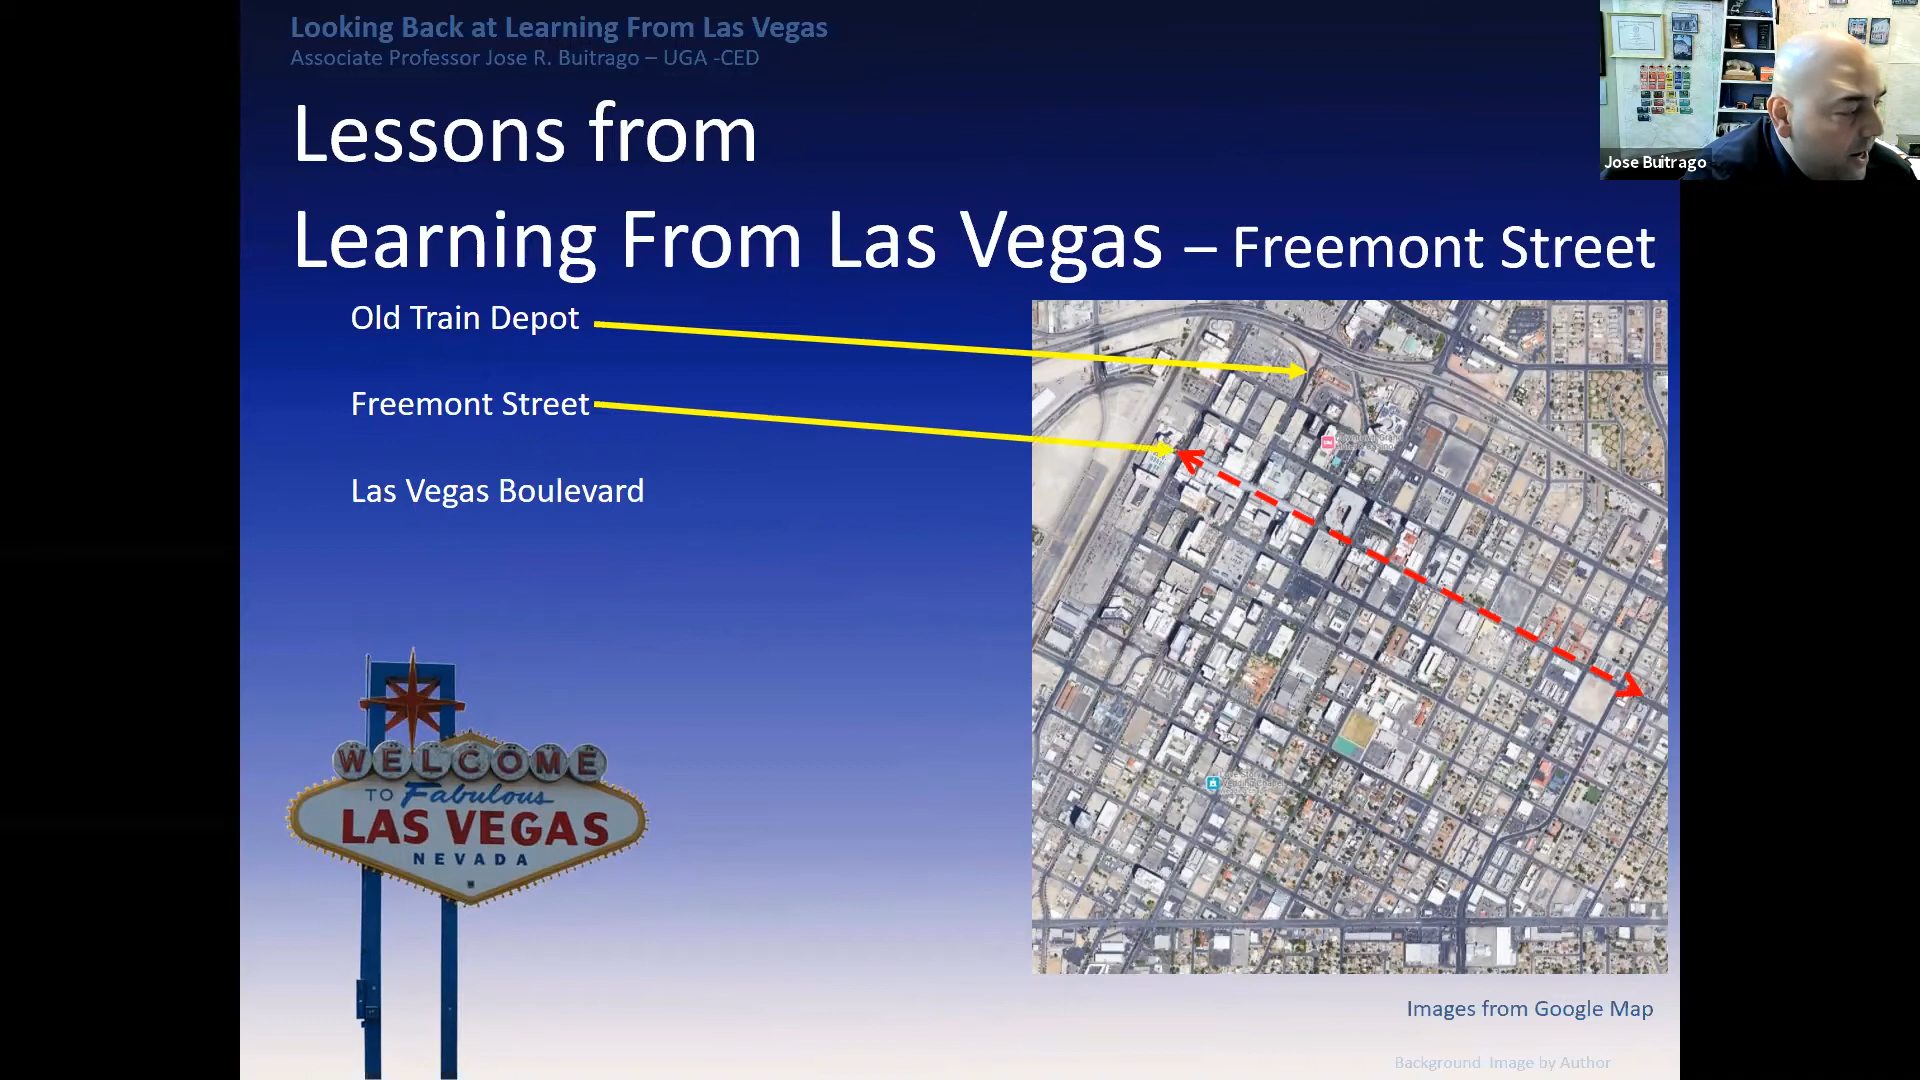 Looking Back at Learning From Las Vegas
Associate Professor Jose R. Buitrago – UGA -CED
Jose Buitrago
Lessons from
Learning From Las Vegas – Freemont Street
Old Train Depot
Freemont Street
Las Vegas Boulevard
WELCOME
TO Fabulous
LAS VEGAS
NEVADA
Images from Google Map
Background Image by Author